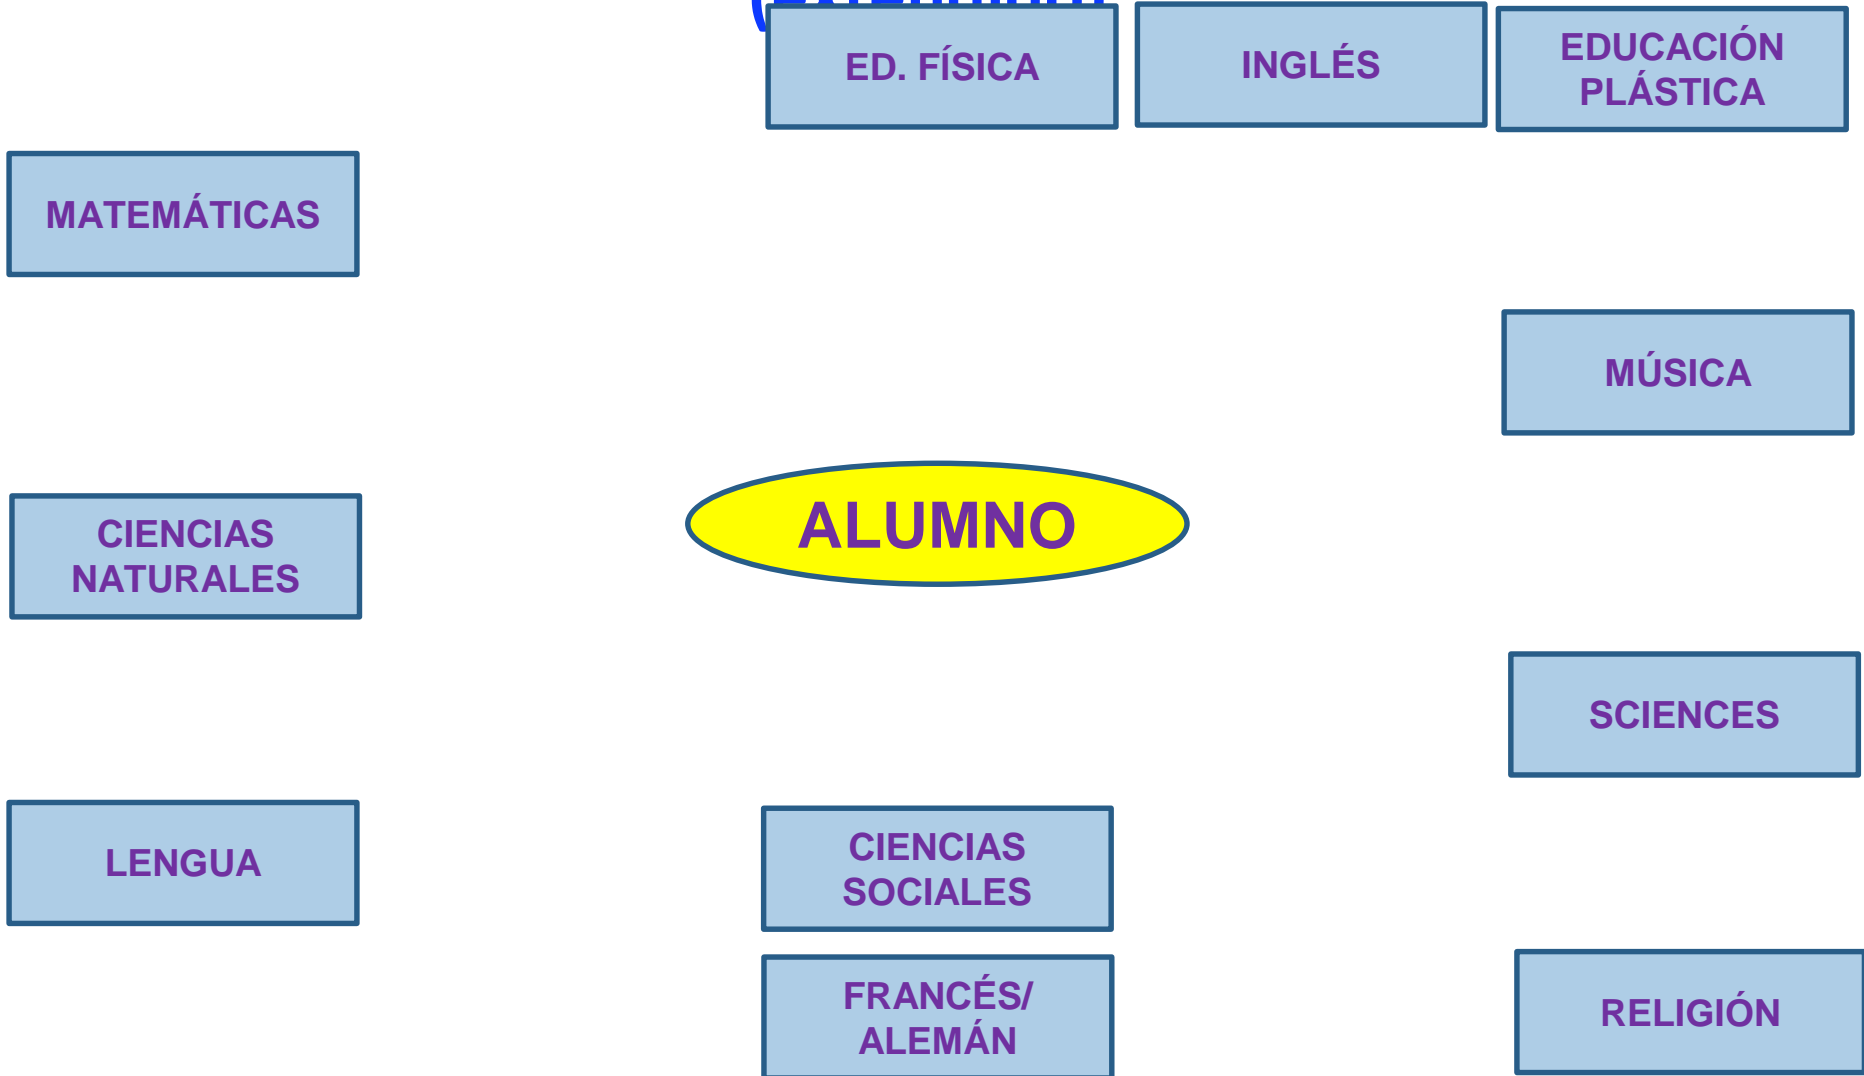 ED. FÍSICA
INGLÉS
EDUCACIÓN
PLÁSTICA
MATEMÁTICAS
MÚSICA
CIENCIAS
NATURALES
ALUMNO
SCIENCES
LENGUA
CIENCIAS
SOCIALES
FRANCÉS/
ALEMÁN
RELIGIÓN